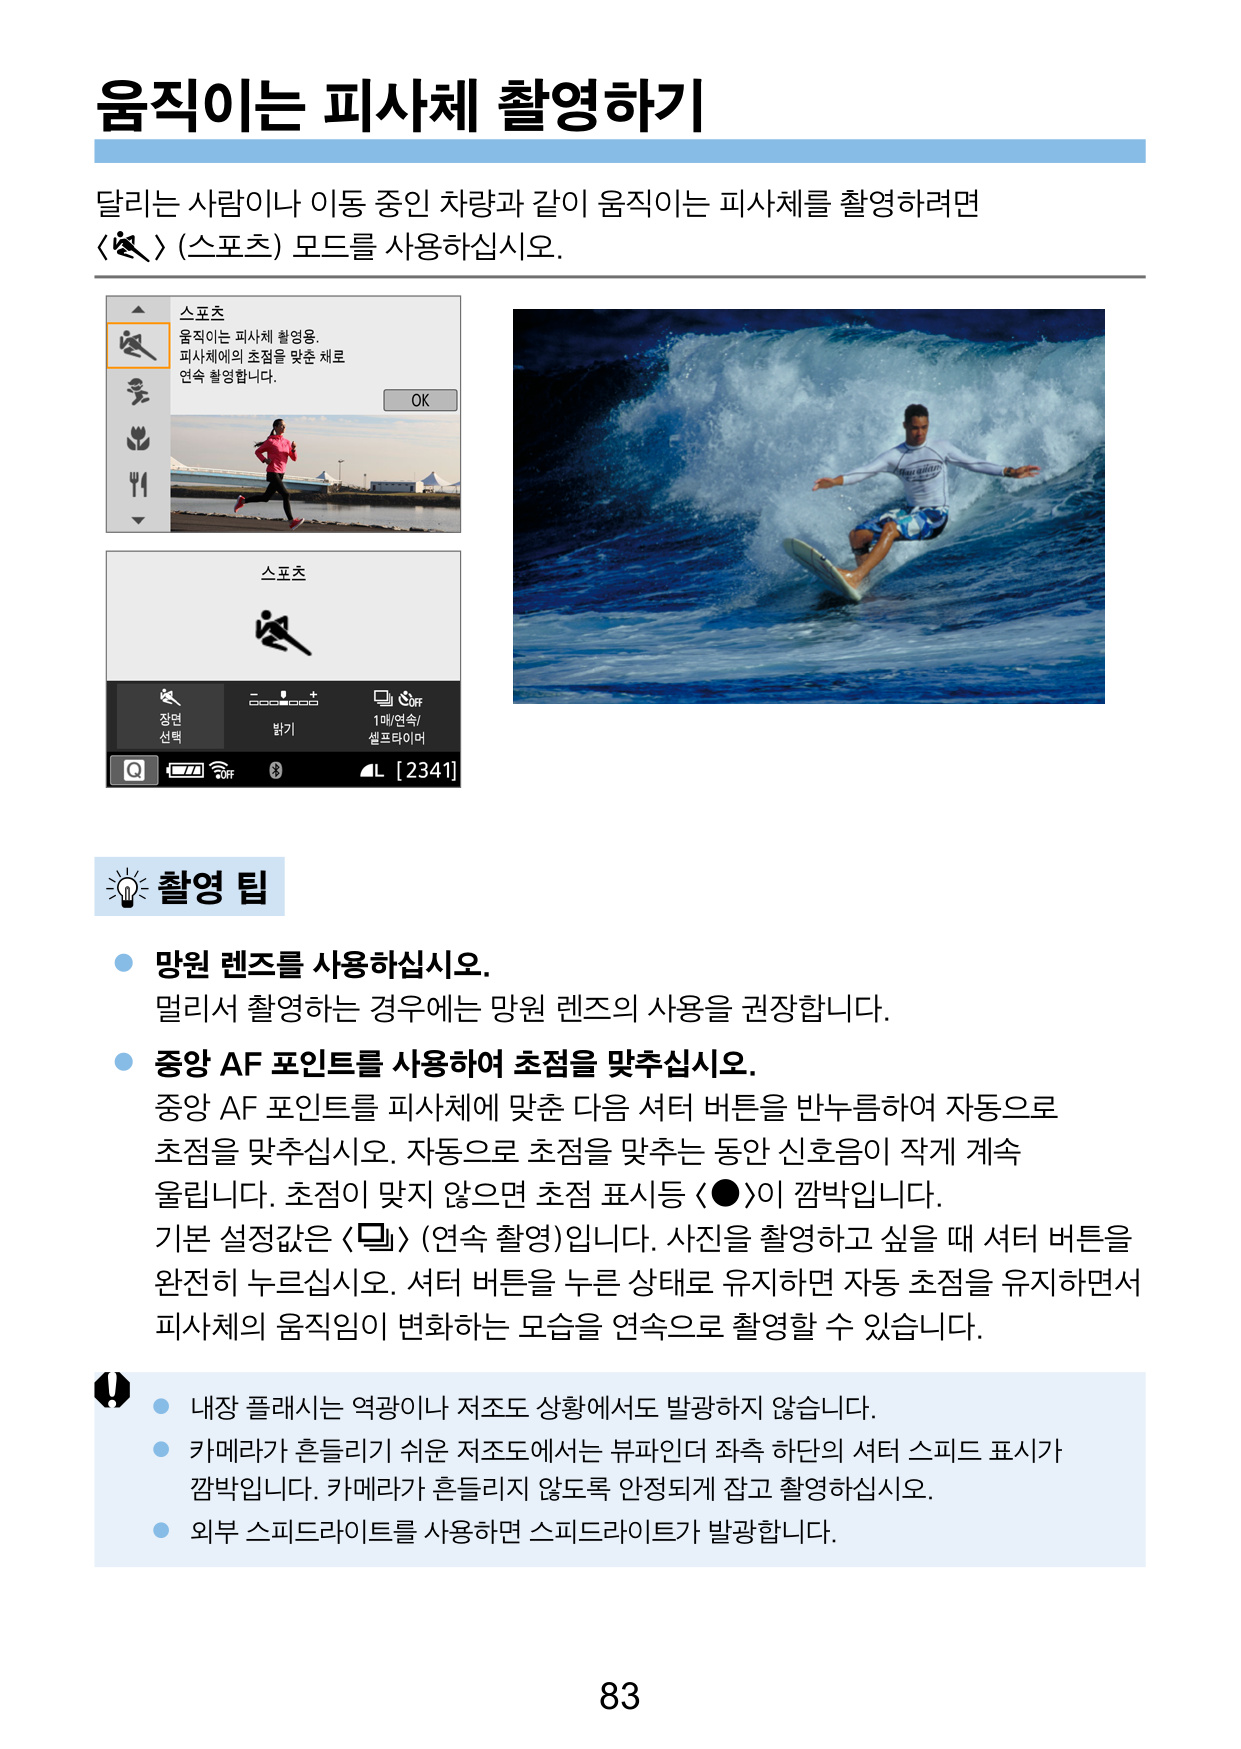 움직이는 피사체 촬영하기
달리는 사람이나 이동 중인 차량과 같이 움직이는 피사체를 촬영하려면
〈〉 (스포츠) 모드를 사용하십시오.
스포츠
움직이는 피사체 촬영용.
피사체에의 초점을 맞춘 채로
연속 촬영합니다.
OK
스포츠
장면
선택
- +
밝기
OFF
1매/연속/
셀프타이머
Q OFF L [2341]
Hawaiian
촬영 팁
● 망원 렌즈를 사용하십시오.
멀리서 촬영하는 경우에는 망원 렌즈의 사용을 권장합니다.
● 중앙 AF 포인트를 사용하여 초점을 맞추십시오.
중앙 AF 포인트를 피사체에 맞춘 다음 셔터 버튼을 반누름하여 자동으로
초점을 맞추십시오. 자동으로 초점을 맞추는 동안 신호음이 작게 계속
울립니다. 초점이 맞지 않으면 초점 표시등〈●〉이 깜박입니다.
기본 설정값은〈〉 (연속 촬영)입니다. 사진을 촬영하고 싶을 때 셔터 버튼을
완전히 누르십시오. 셔터 버튼을 누른 상태로 유지하면 자동 초점을 유지하면서
피사체의 움직임이 변화하는 모습을 연속으로 촬영할 수 있습니다.
● 내장 플래시는 역광이나 저조도 상황에서도 발광하지 않습니다.
● 카메라가 흔들리기 쉬운 저조도에서는 뷰파인더 좌측 하단의 셔터 스피드 표시가
깜박입니다. 카메라가 흔들리지 않도록 안정되게 잡고 촬영하십시오.
● 외부 스피드라이트를 사용하면 스피드라이트가 발광합니다.
83